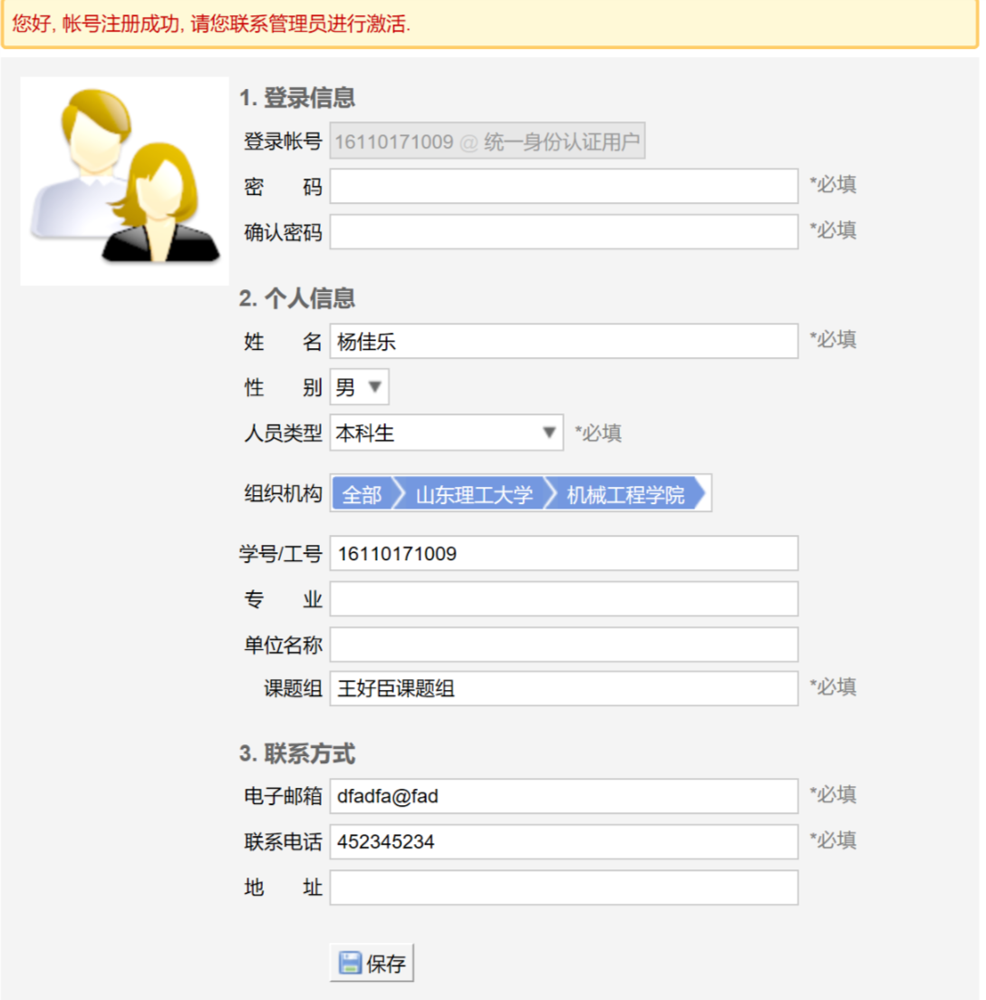 您好, 帐号注册成功, 请您联系管理员进行激活.
1. 登录信息
登录帐号 16110171009 @ 统一身份认证用户
密 码 *必填
确认密码 *必填
2. 个人信息
姓 名 杨佳乐 *必填
性 别 男
人员类型 本科生 *必填
组织机构 全部 山东理工大学 机械工程学院
学号/工号 16110171009
专 业
单位名称
课题组 王好臣课题组 *必填
3. 联系方式
电子邮箱 dfadfa@fad *必填
联系电话 452345234 *必填
地 址
保存